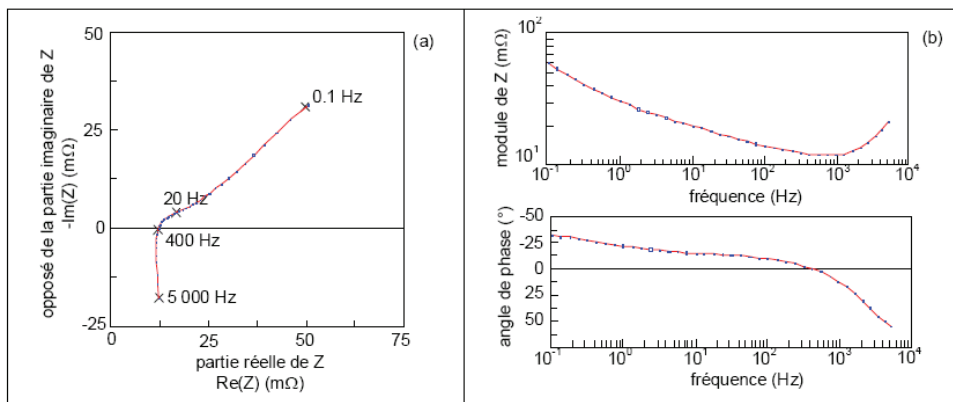 (a)
opposé de la partie imaginaire de Z
-Im(Z) (mΩ)
50
25
0
-25
0.1 Hz
20 Hz
400 Hz
5 000 Hz
0
25
50
75
partie réelle de Z
Re(Z) (mΩ)
(b)
module de Z (mΩ)
10²
10¹
10⁻¹ 10⁰ 10¹ 10² 10³ 10⁴
fréquence (Hz)
angle de phase (°)
-50
-25
0
25
50
10⁻¹ 10⁰ 10¹ 10² 10³ 10⁴
fréquence (Hz)